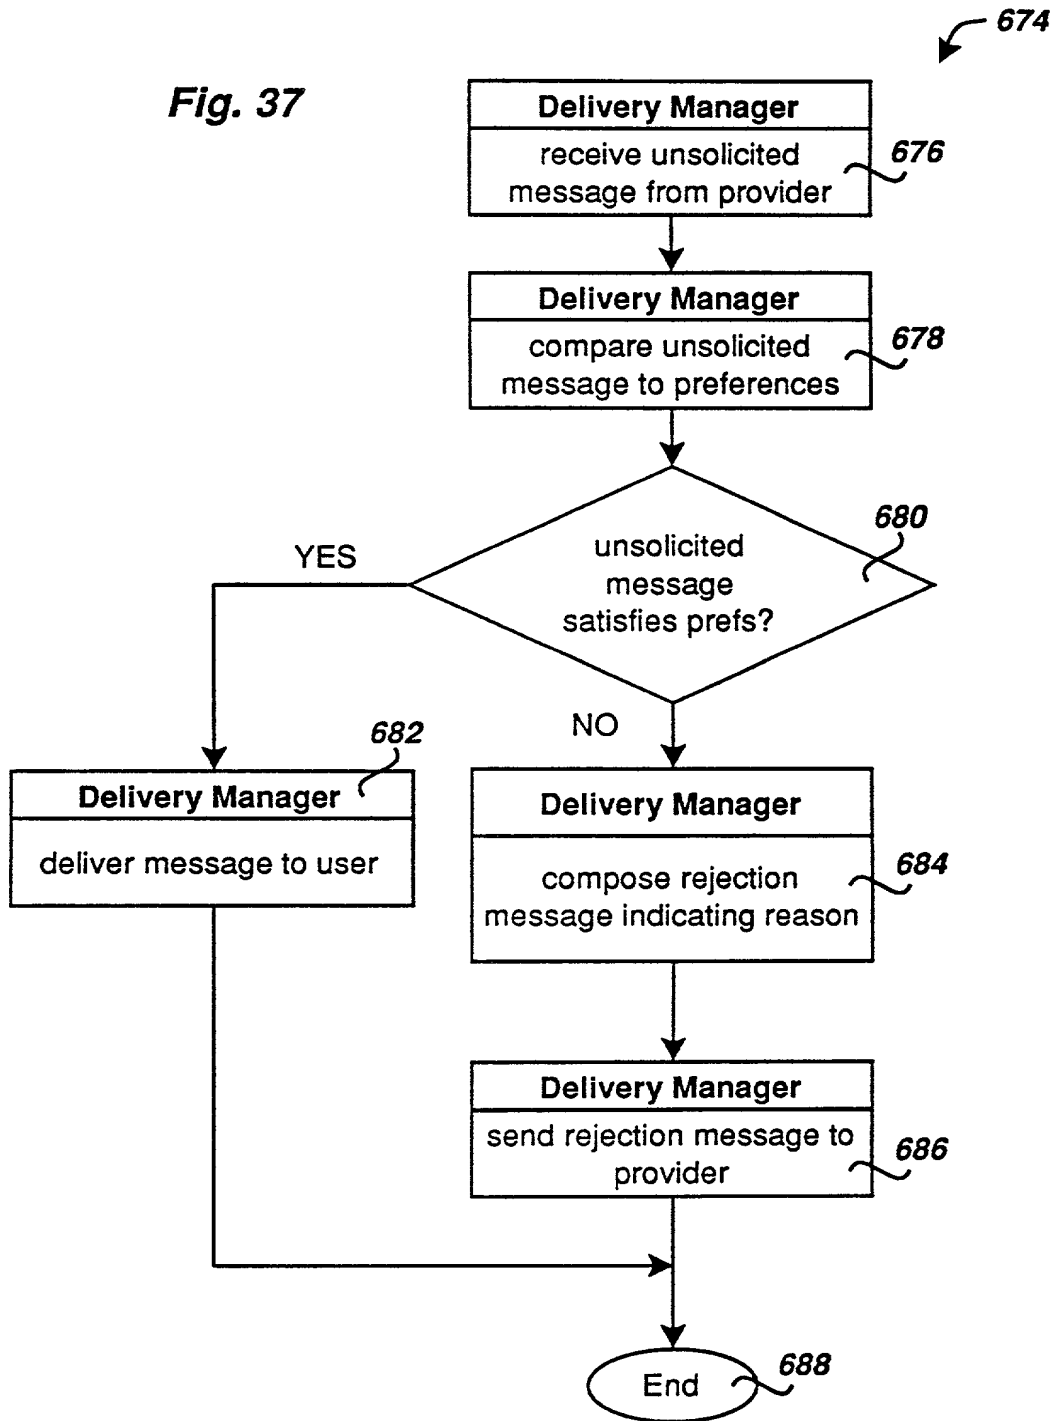 674
Fig. 37
Delivery Manager
receive unsolicited
message from provider
676
Delivery Manager
compare unsolicited
message to preferences
678
unsolicited
message
satisfies prefs?
680
YES
NO
682
Delivery Manager
deliver message to user
Delivery Manager
compose rejection
message indicating reason
684
Delivery Manager
send rejection message to
provider
686
End
688